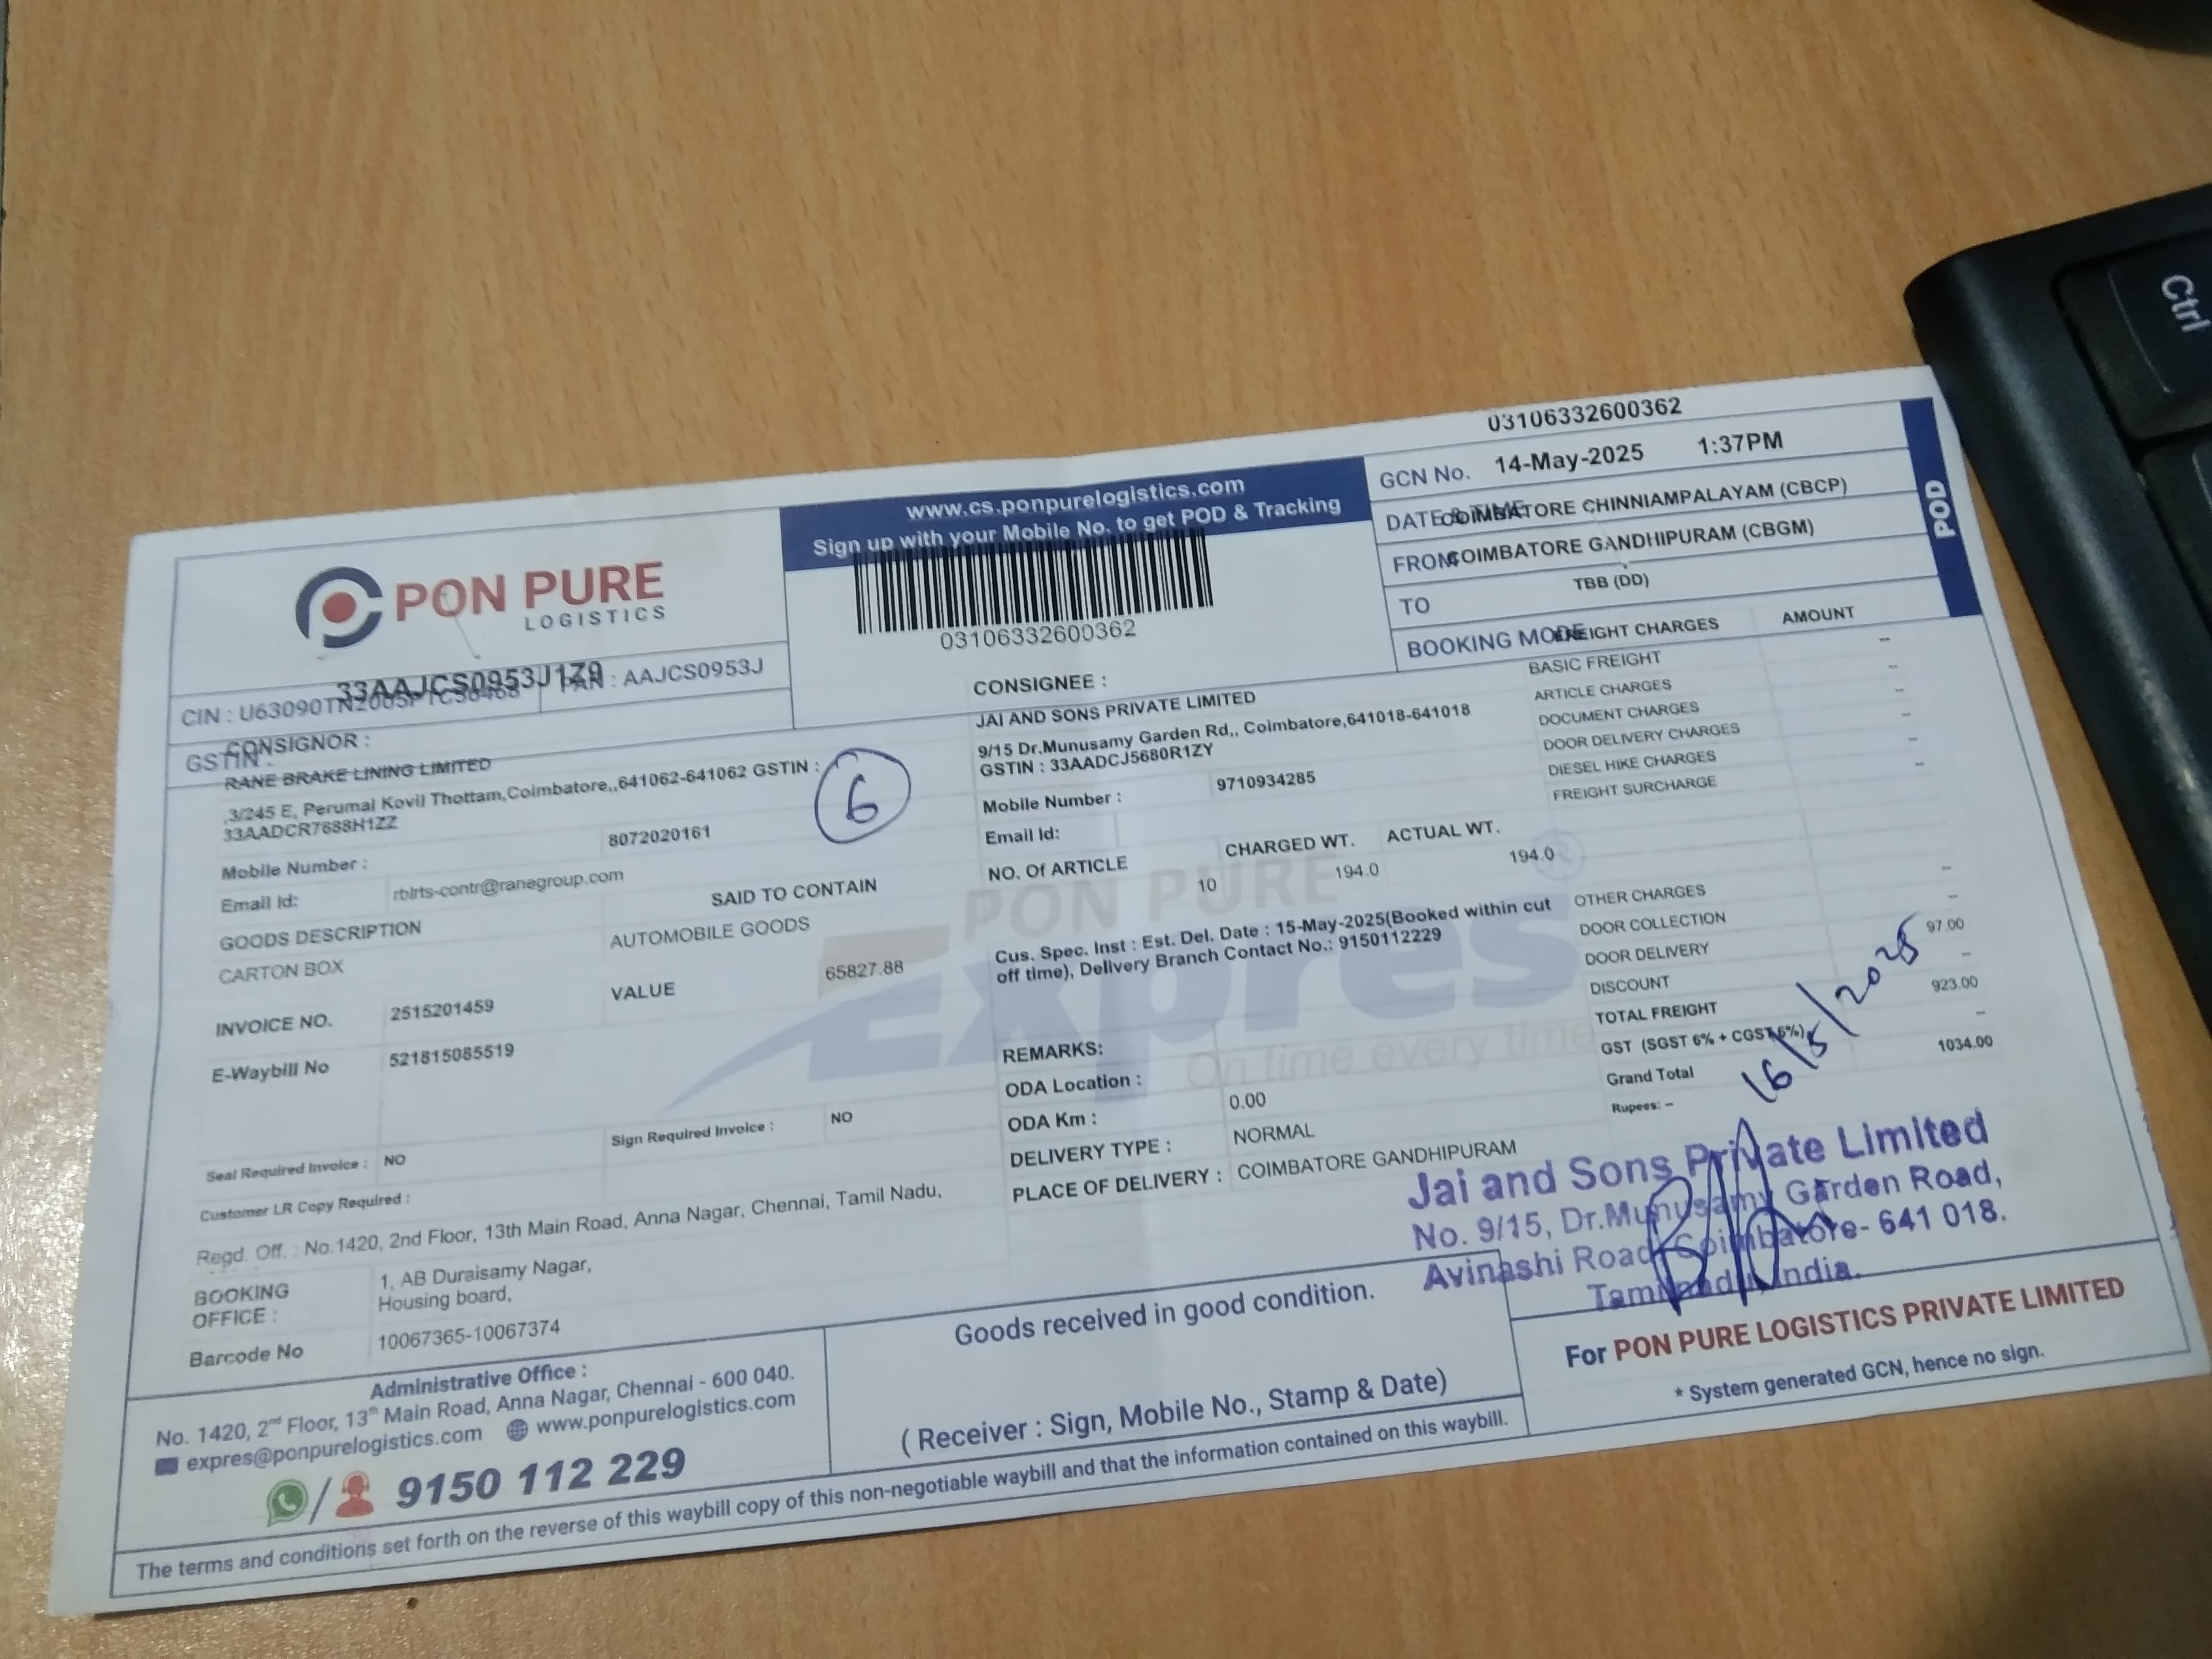 03106332600362
GCN No. 14-May-2025 1:37PM
DATE & TIME COIMBATORE CHINNIAMPALAYAM (CBCP)
FROM COIMBATORE GANDHIPURAM (CBGM)
TO TBB (DD)
BOOKING MODE
POD
www.cs.ponpurelogistics.com
Sign up with your Mobile No. to get POD & Tracking
03106332600362
PON PURE
LOGISTICS
33AAJCS0953J1Z9
CIN : PAN : AAJCS0953J
GSTIN :
CONSIGNOR :
RANE BRAKE LINING LIMITED
,3/245 E, Perumal Kovil Thottam,Coimbatore,,641062-641062 GSTIN :
33AADCR7688H1ZZ
6
Mobile Number : 8072020161
Email Id: rblrts-contr@ranegroup.com
GOODS DESCRIPTION SAID TO CONTAIN
CARTON BOX AUTOMOBILE GOODS
INVOICE NO. 2515201459 VALUE 65827.88
E-Waybill No 521815085519
Seal Required Invoice : NO Sign Required Invoice : NO
Customer LR Copy Required :
Regd. Off. : No.1420, 2nd Floor, 13th Main Road, Anna Nagar, Chennai, Tamil Nadu,
BOOKING OFFICE : 1, AB Duraisamy Nagar,
Housing board,
Barcode No 10067365-10067374
CONSIGNEE :
JAI AND SONS PRIVATE LIMITED
9/15 Dr.Munusamy Garden Rd,, Coimbatore,641018-641018
GSTIN : 33AADCJ5680R1ZY
Mobile Number : 9710934285
Email Id:
NO. Of ARTICLE CHARGED WT. ACTUAL WT.
10 194.0 194.0
PON PURE
Expres
On time every time
Cus. Spec. Inst : Est. Del. Date : 15-May-2025(Booked within cut
off time), Delivery Branch Contact No.: 9150112229
REMARKS:
ODA Location :
ODA Km : 0.00
DELIVERY TYPE : NORMAL
PLACE OF DELIVERY : COIMBATORE GANDHIPURAM
FREIGHT CHARGES AMOUNT
BASIC FREIGHT --
ARTICLE CHARGES --
DOCUMENT CHARGES --
DOOR DELIVERY CHARGES --
DIESEL HIKE CHARGES --
FREIGHT SURCHARGE --
OTHER CHARGES --
DOOR COLLECTION --
DOOR DELIVERY 97.00
DISCOUNT --
TOTAL FREIGHT 923.00
GST (SGST 6% + CGST 6%) --
Grand Total 1034.00
Rupees: --
16/5/2025
Jai and Sons Private Limited
No. 9/15, Dr.Munusamy Garden Road,
Avinashi Road, Coimbatore- 641 018.
Tamilnadu, India.
Administrative Office :
No. 1420, 2nd Floor, 13th Main Road, Anna Nagar, Chennai - 600 040.
expres@ponpurelogistics.com www.ponpurelogistics.com
/ 9150 112 229
Goods received in good condition.
( Receiver : Sign, Mobile No., Stamp & Date)
For PON PURE LOGISTICS PRIVATE LIMITED
* System generated GCN, hence no sign.
The terms and conditions set forth on the reverse of this waybill copy of this non-negotiable waybill and that the information contained on this waybill.
Ctrl